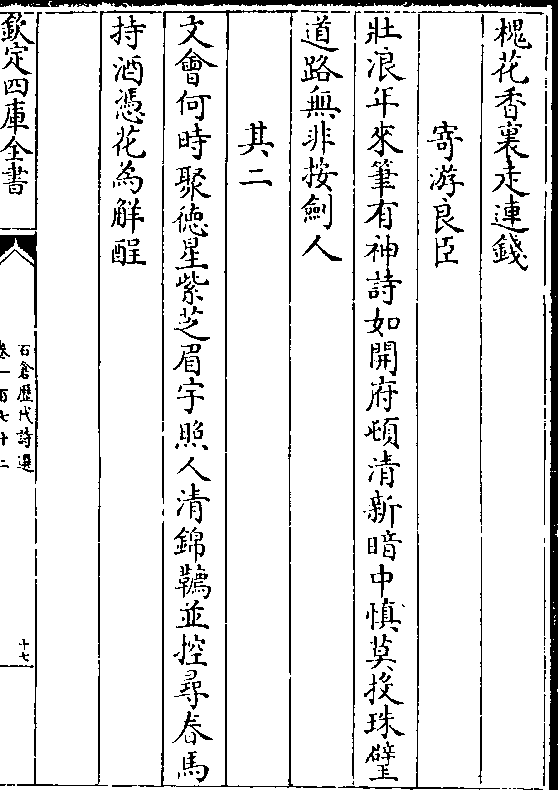 槐花香裏走連錢
寄游良臣
壯浪年來筆有神詩如開府頓清新暗中慎莫投珠璧
道路無非按劍人
其二
文會何時聚徳星紫芝眉宇照人清錦韉並控尋春馬
持酒憑花為解酲
欽定四庫全書
石倉歴代詩選
卷一百七十二
十七